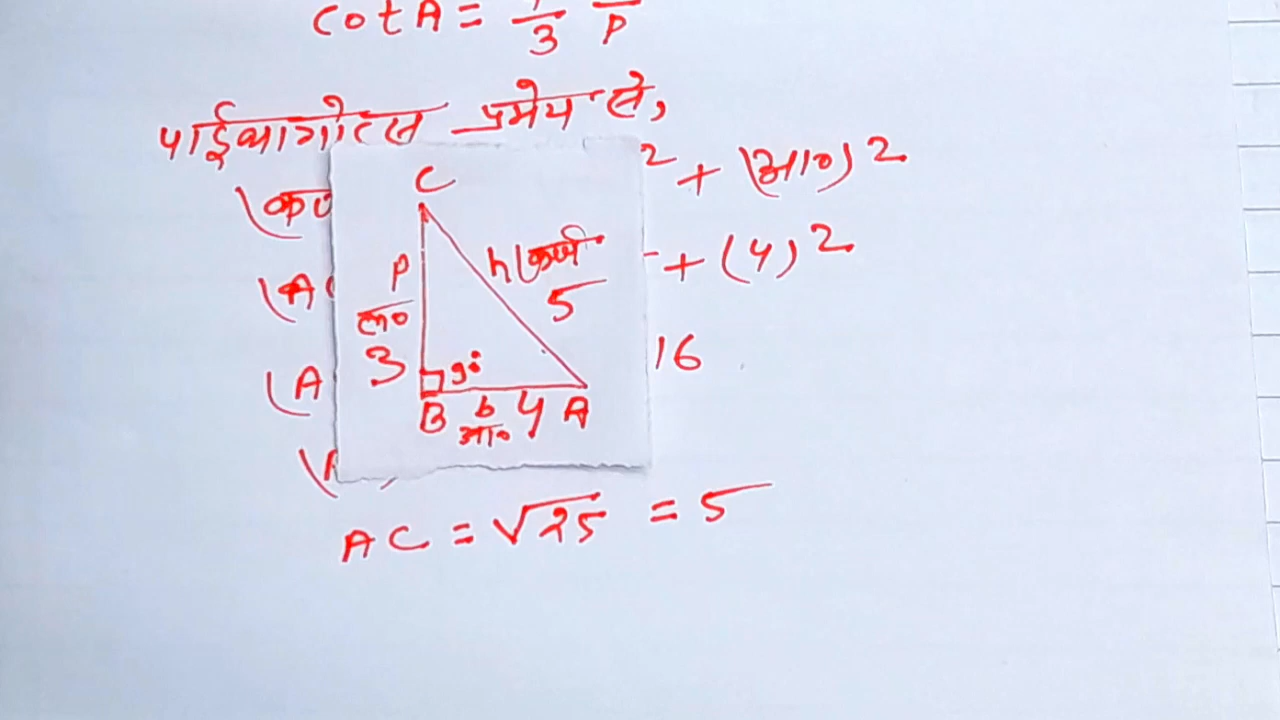 cot A = 3 P
पाईथागोरस प्रमेय से,
² + (आ०)²
(A + (4)²
(A 16
AC = √25 = 5
C
P h(कर्ण
ल० 5
3 90°
B b 4 A
आ०